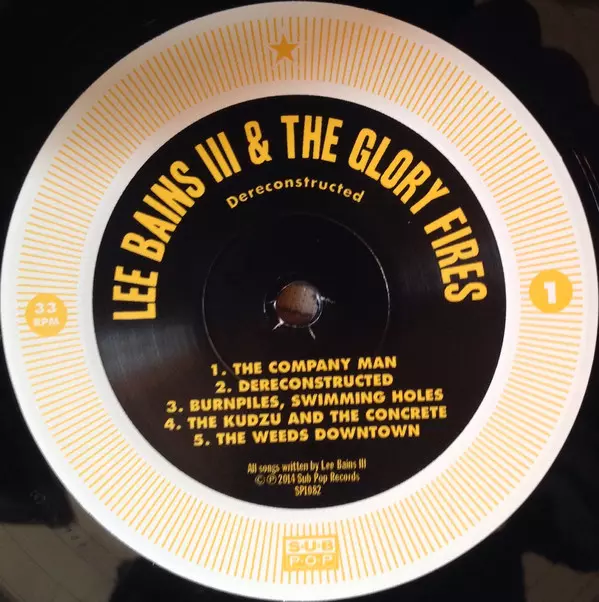 LEE BAINS III & THE GLORY FIRES
Dereconstructed
33
RPM
1
1. THE COMPANY MAN
2. DERECONSTRUCTED
3. BURNPILES, SWIMMING HOLES
4. THE KUDZU AND THE CONCRETE
5. THE WEEDS DOWNTOWN
All songs written by Lee Bains III
©℗2014 Sub Pop Records
SP1082
SUB
POP